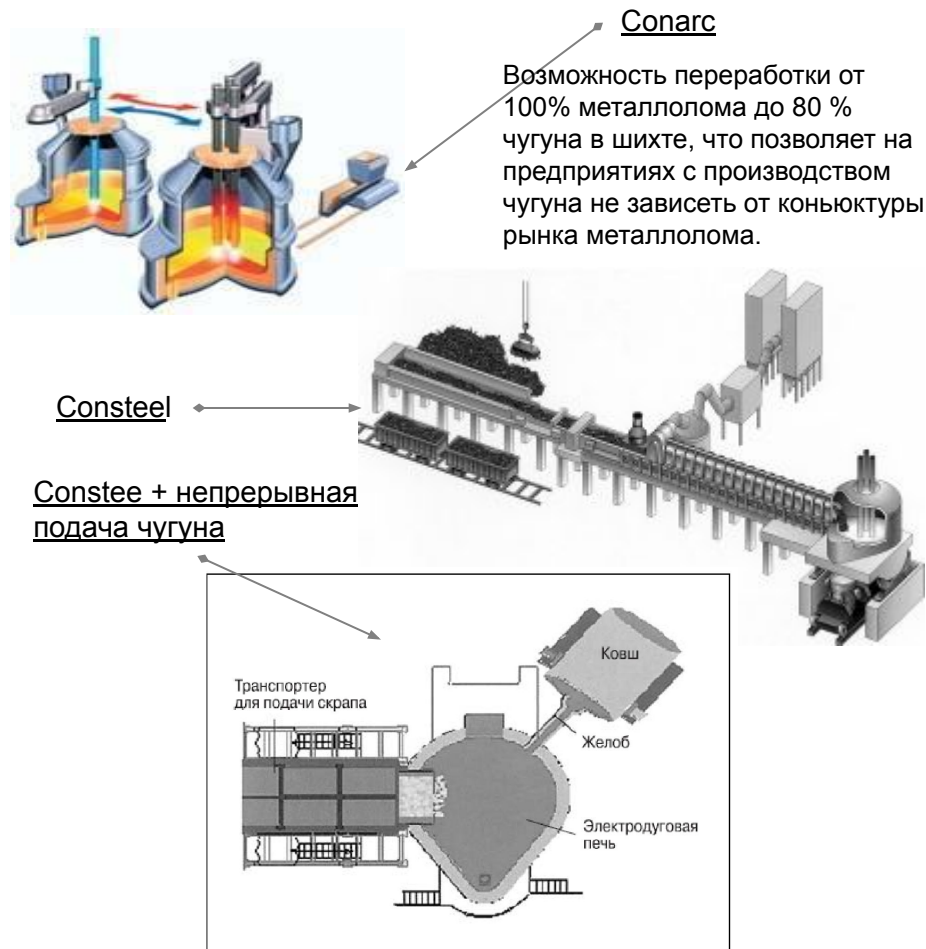 Conarc
Возможность переработки от
100% металлолома до 80 %
чугуна в шихте, что позволяет на
предприятиях с производством
чугуна не зависеть от коньюктуры
рынка металлолома.
Consteel
Constee + непрерывная
подача чугуна
Ковш
Транспортер
для подачи скрапа
Желоб
Электродуговая
печь